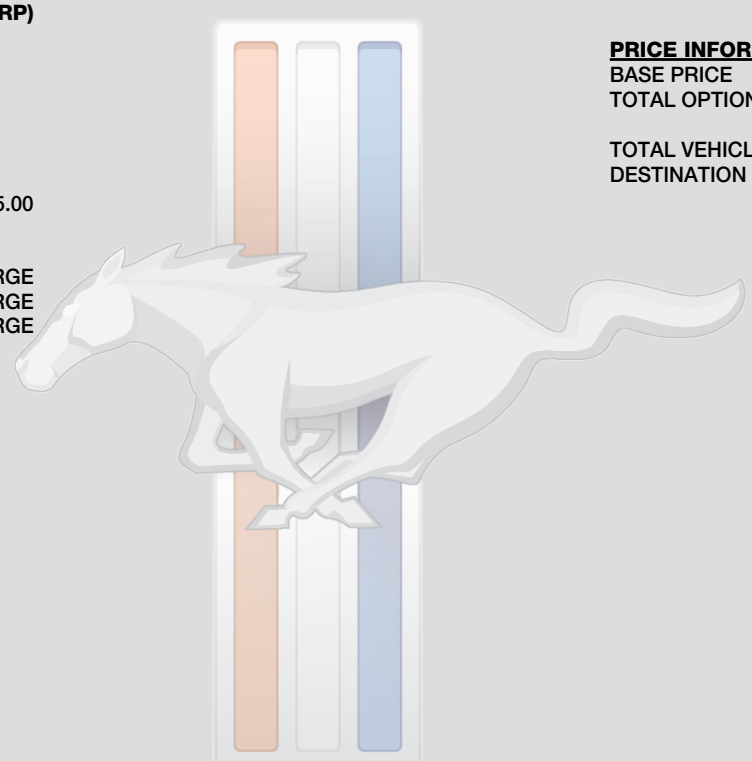 RP)
5.00
RGE
RGE
RGE
PRICE INFOR
BASE PRICE
TOTAL OPTION
TOTAL VEHICL
DESTINATION